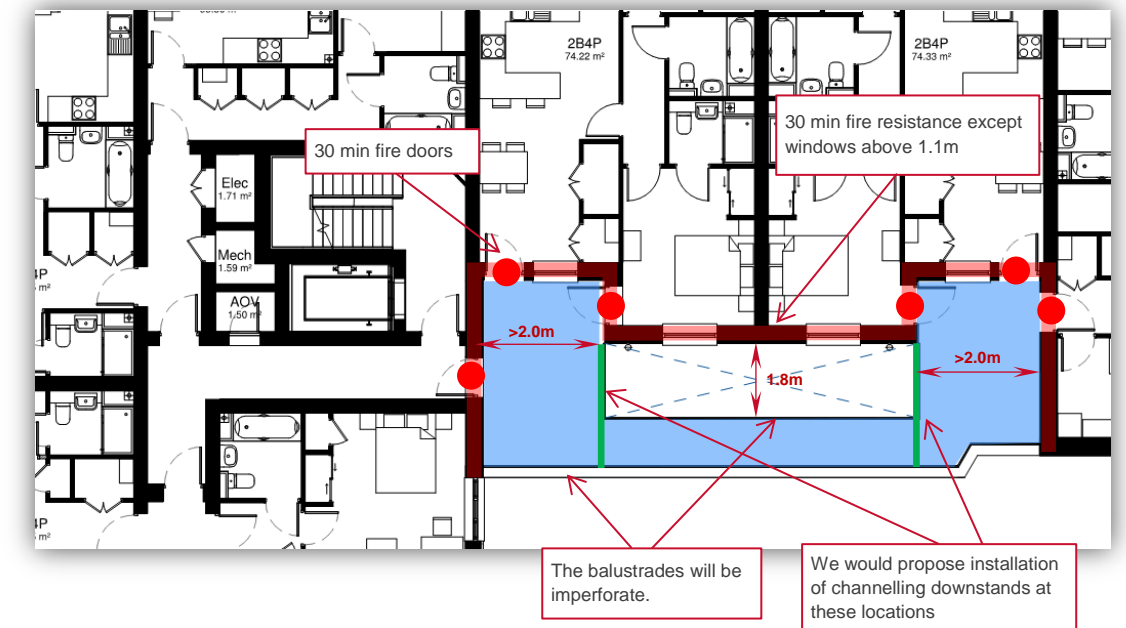 2B4P
74.22 m²
2B4P
74.33 m²
30 min fire doors
30 min fire resistance except
windows above 1.1m
Elec
1.71 m²
Mech
1.59 m²
AOV
1.50 m²
>2.0m
1.8m
>2.0m
The balustrades will be
imperforate.
We would propose installation
of channelling downstands at
these locations